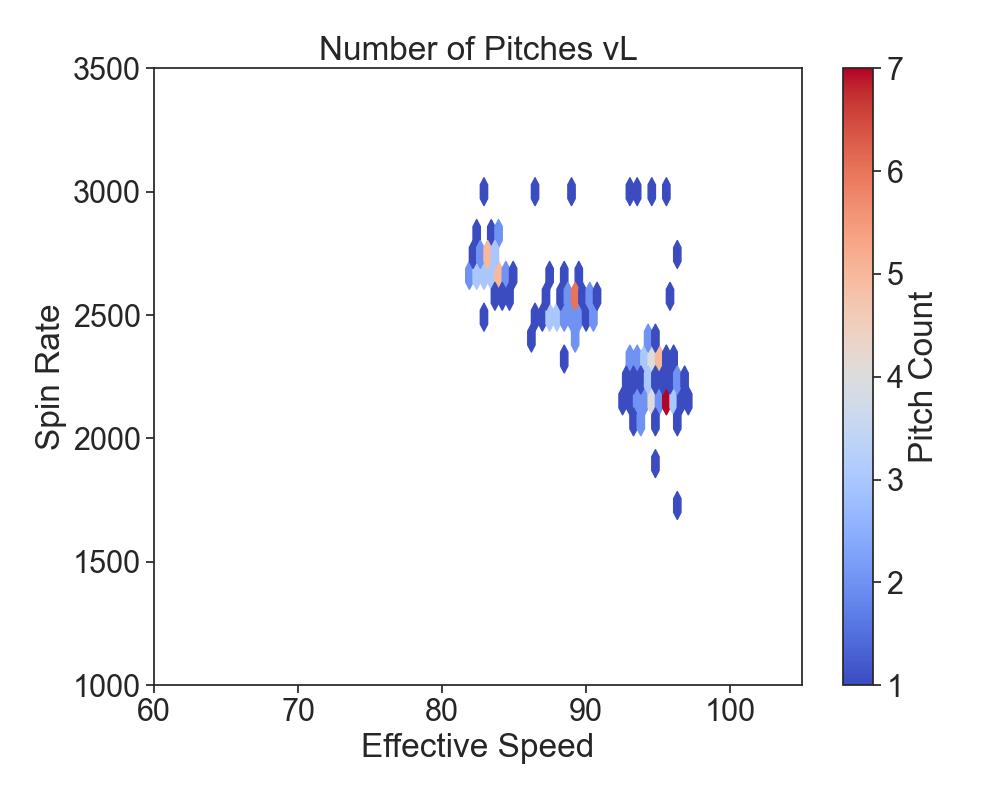 Number of Pitches vL
3500
3000
2500
2000
1500
1000
Spin Rate
60 70 80 90 100
Effective Speed
7
6
5
4
3
2
1
Pitch Count